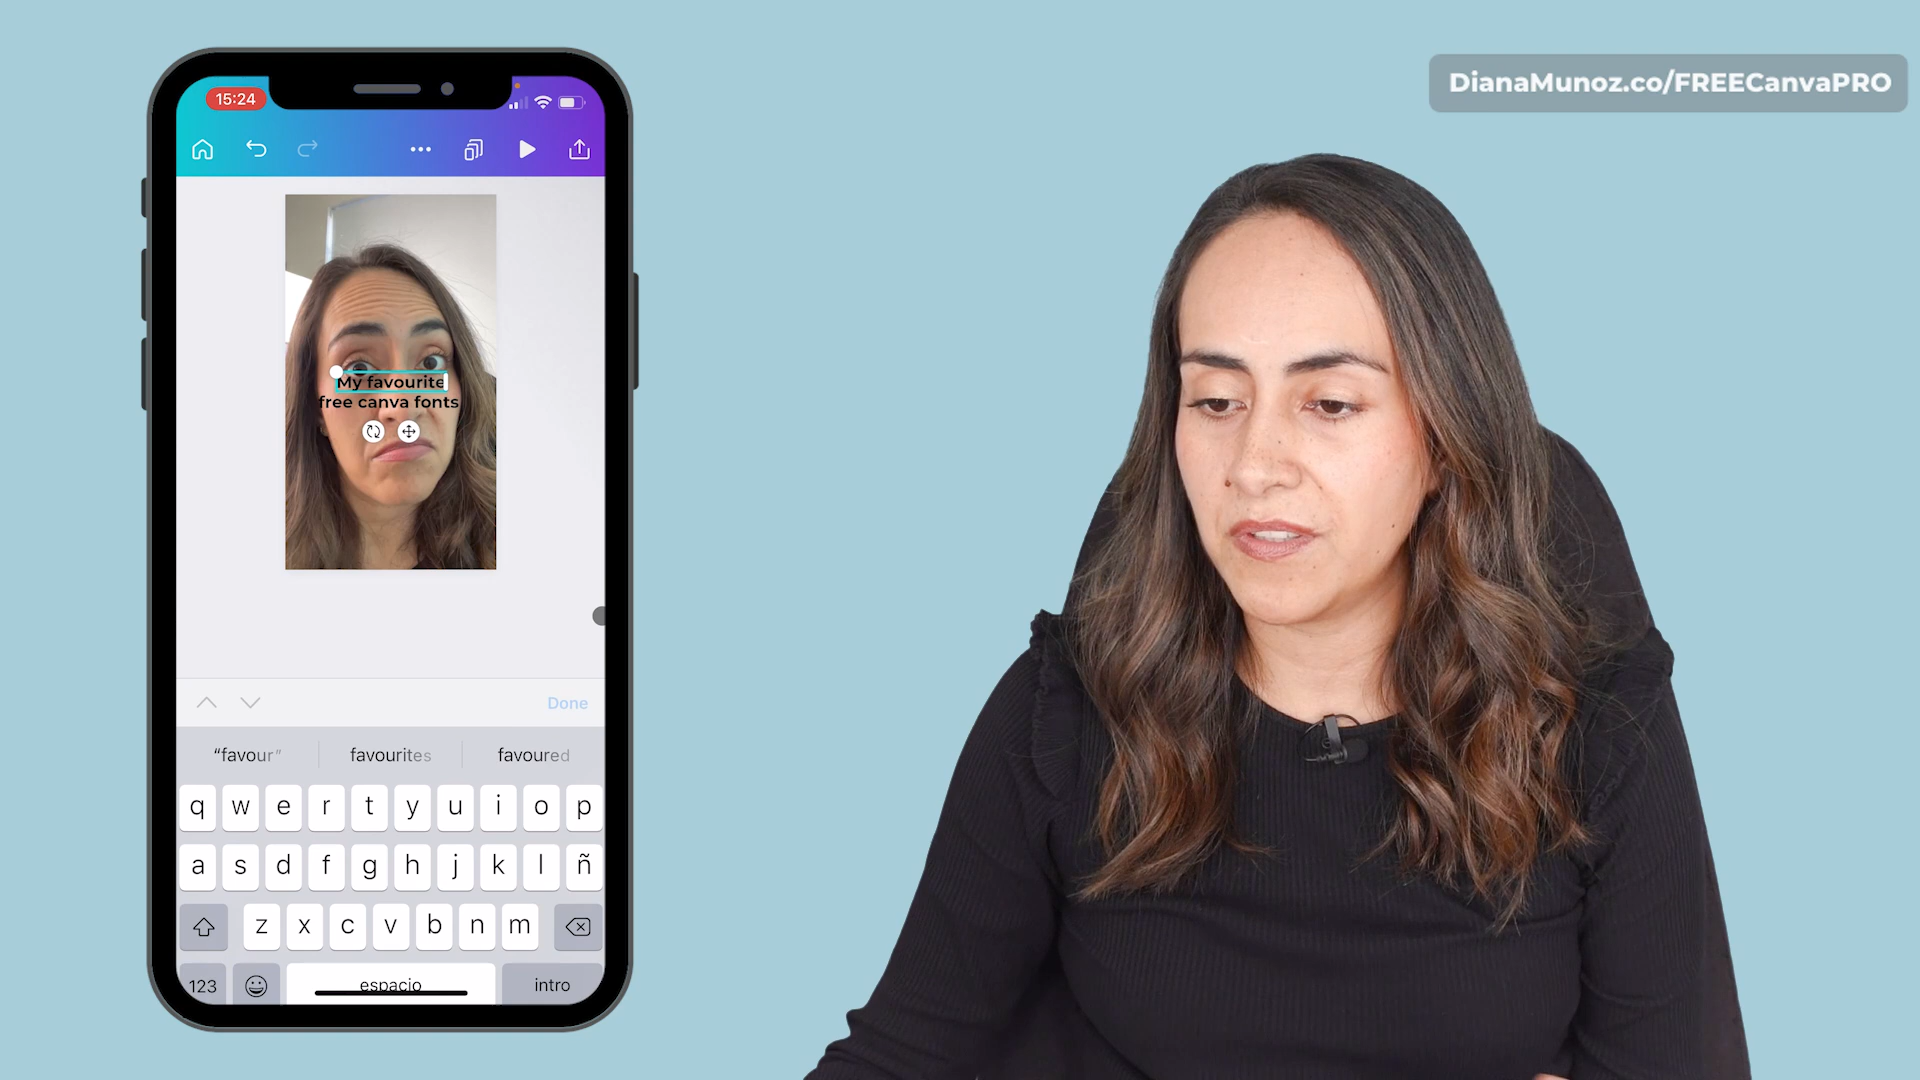 DianaMunoz.co/FREECanvaPRO
15:24
My favourite
free canva fonts
Done
“favour” favourites favoured
q w e r t y u i o p
a s d f g h j k l ñ
z x c v b n m
123 espacio intro